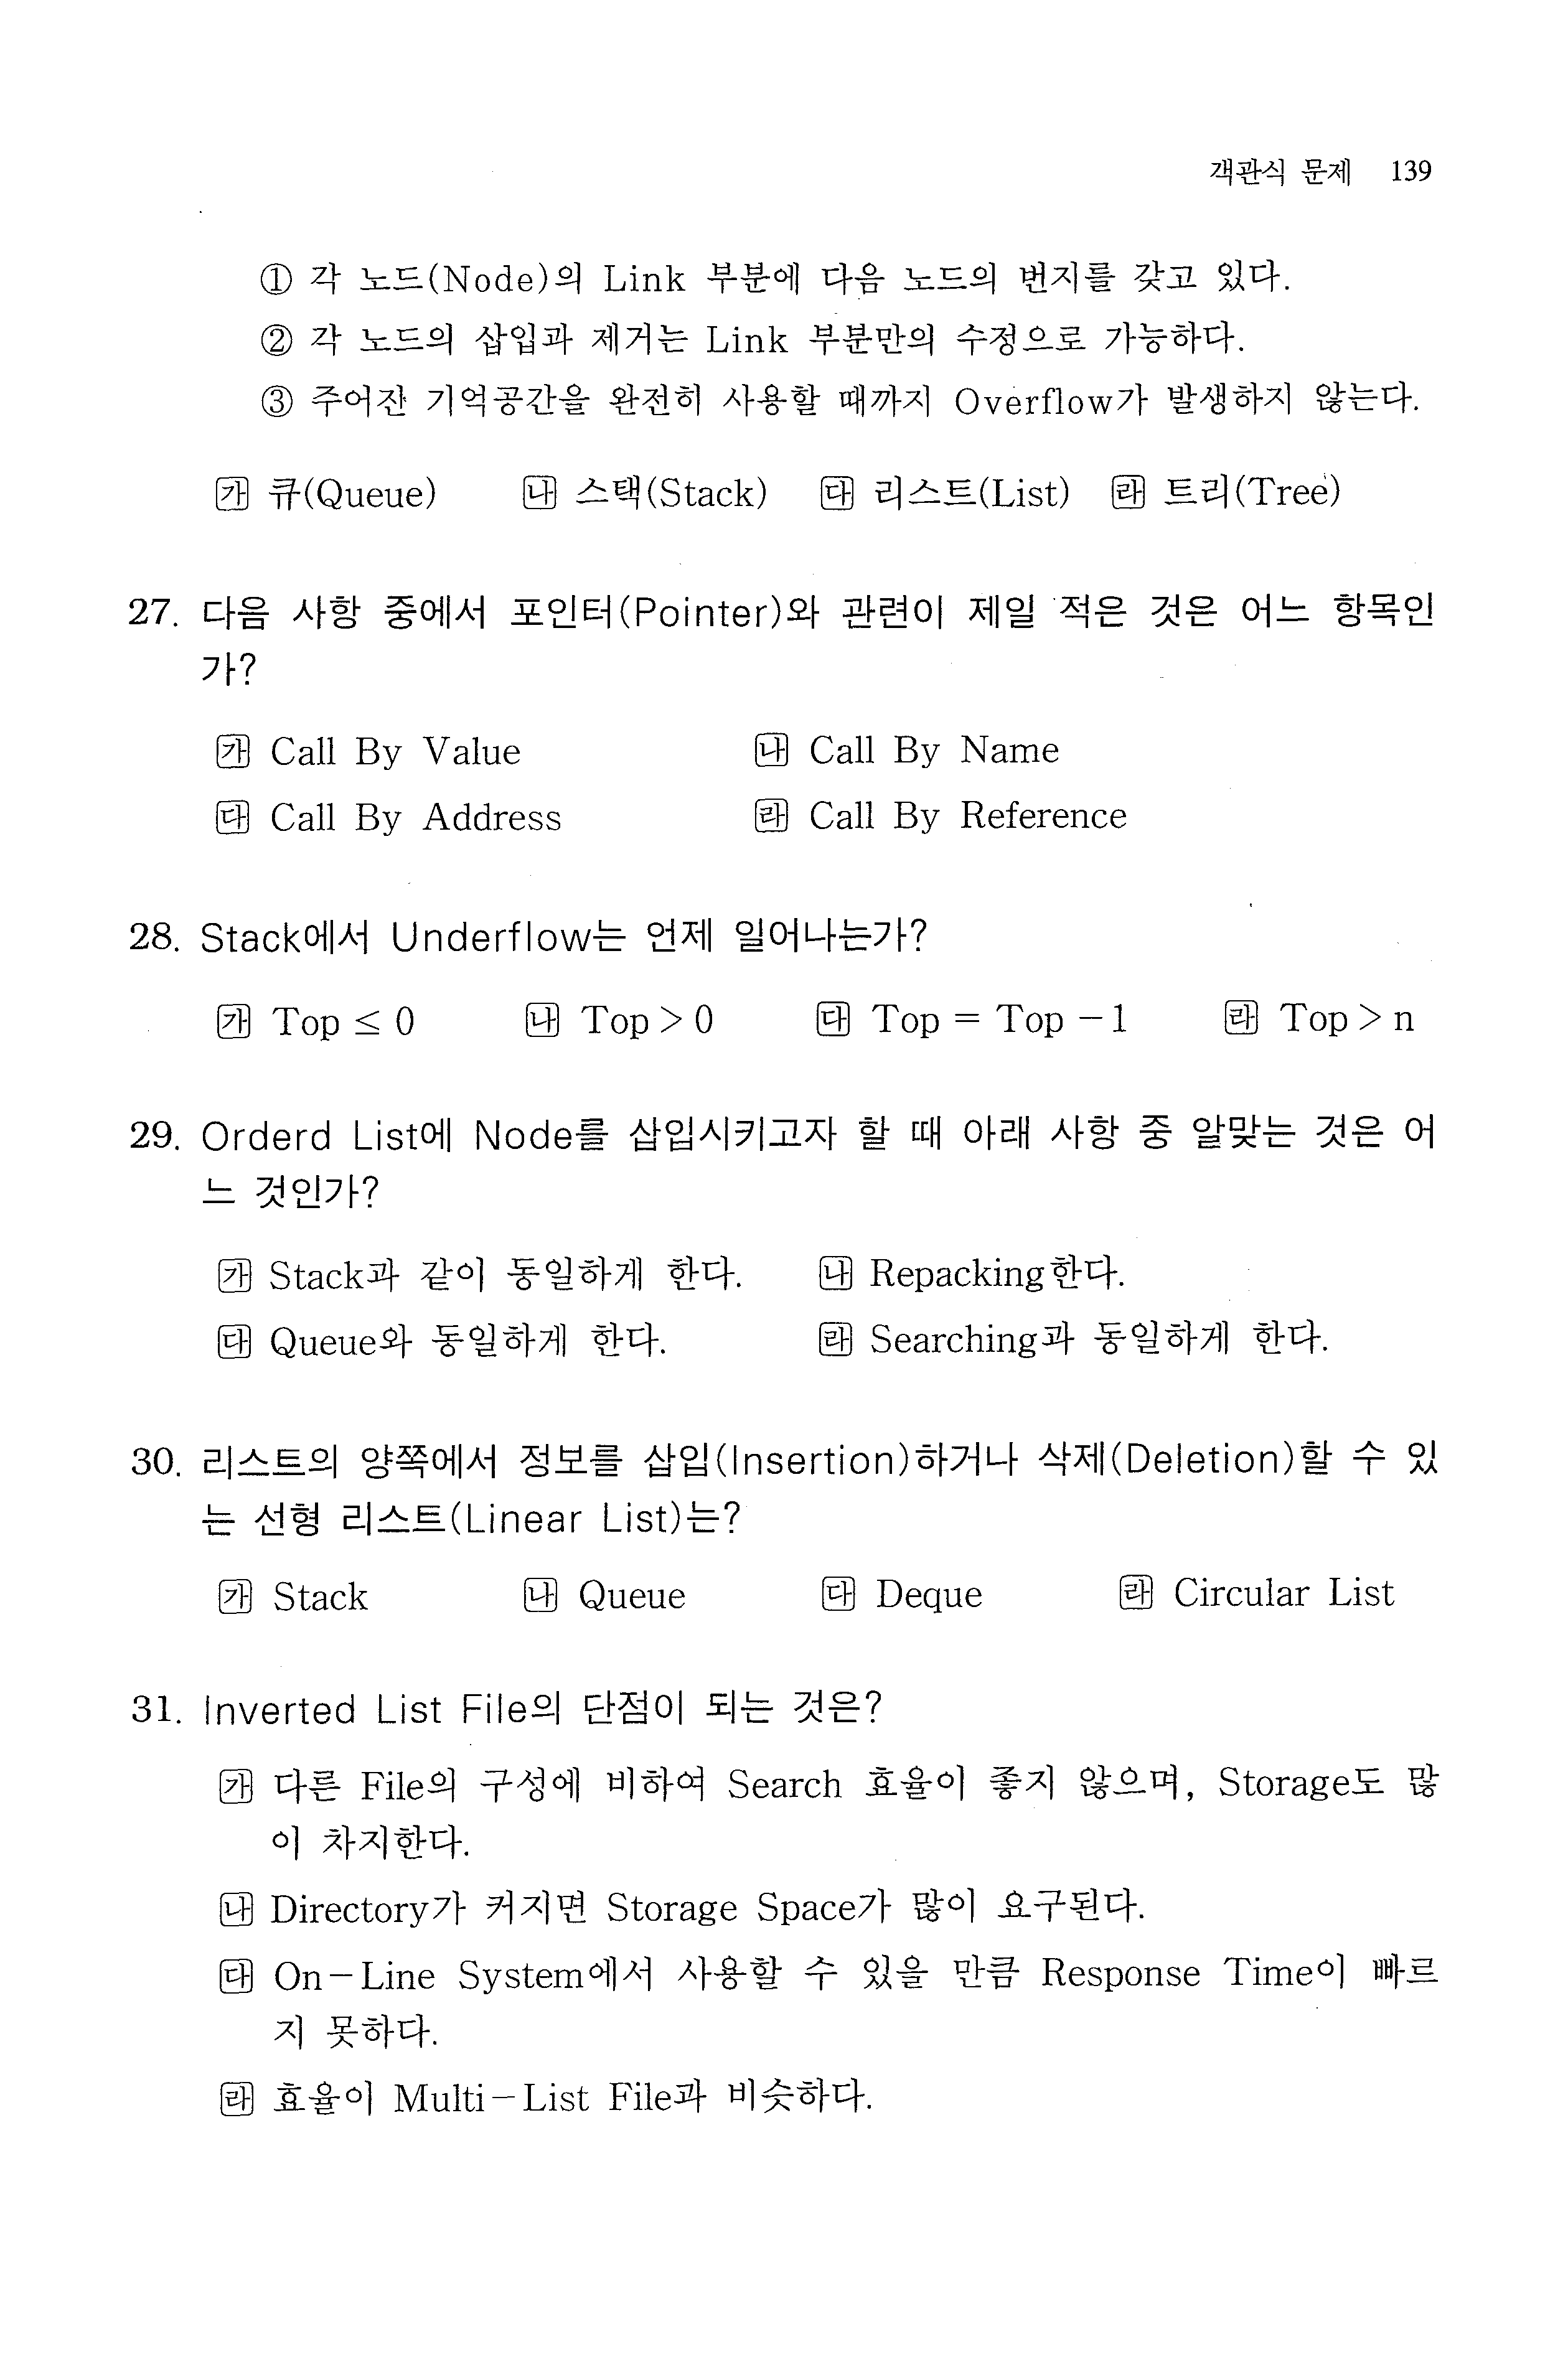 객관식 문제 139
① 각 노드(Node)의 Link 부분에 다음 노드의 번지를 갖고 있다.
② 각 노드의 삽입과 제거는 Link 부분만의 수정으로 가능하다.
③ 주어잔 기억공간을 완전히 사용할 때까지 Overflow가 발생하지 않는다.
㉮ 큐(Queue) ㉯ 스택(Stack) ㉰ 리스트(List) ㉱ 트리(Tree)
27. 다음 사항 중에서 포인터(Pointer)와 관련이 제일 적은 것은 어느 항목인
가?
㉮ Call By Value ㉯ Call By Name
㉰ Call By Address ㉱ Call By Reference
28. Stack에서 Underflow는 언제 일어나는가?
㉮ Top ≤ 0 ㉯ Top > 0 ㉰ Top = Top − 1 ㉱ Top > n
29. Orderd List에 Node를 삽입시키고자 할 때 아래 사항 중 알맞는 것은 어
느 것인가?
㉮ Stack과 같이 동일하게 한다. ㉯ Repacking한다.
㉰ Queue와 동일하게 한다. ㉱ Searching과 동일하게 한다.
30. 리스트의 양쪽에서 정보를 삽입(Insertion)하거나 삭제(Deletion)할 수 있
는 선형 리스트(Linear List)는?
㉮ Stack ㉯ Queue ㉰ Deque ㉱ Circular List
31. Inverted List File의 단점이 되는 것은?
㉮ 다른 File의 구성에 비하여 Search 효율이 좋지 않으며, Storage도 많
이 차지한다.
㉯ Directory가 커지면 Storage Space가 많이 요구된다.
㉰ On−Line System에서 사용할 수 있을 만큼 Response Time이 빠르
지 못하다.
㉱ 효율이 Multi−List File과 비슷하다.